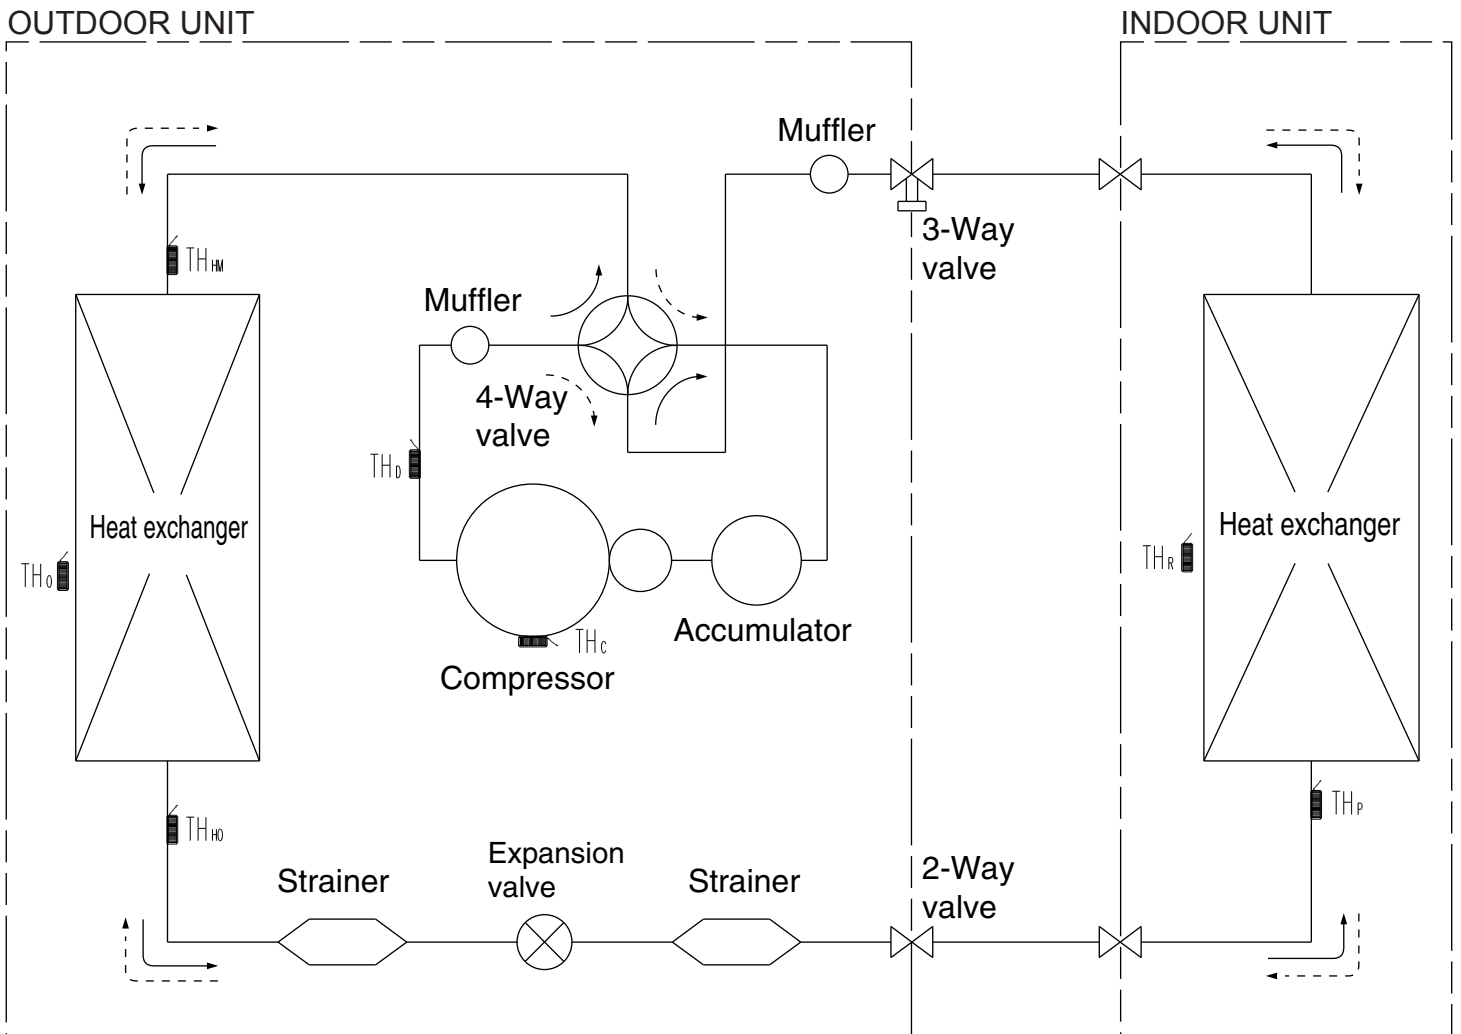 OUTDOOR UNIT
INDOOR UNIT
Muffler
3-Way
valve
TH HM
Muffler
4-Way
valve
TH D
Heat exchanger
Heat exchanger
TH O
TH R
TH C
Accumulator
Compressor
TH HO
TH P
Strainer
Expansion
valve
Strainer
2-Way
valve